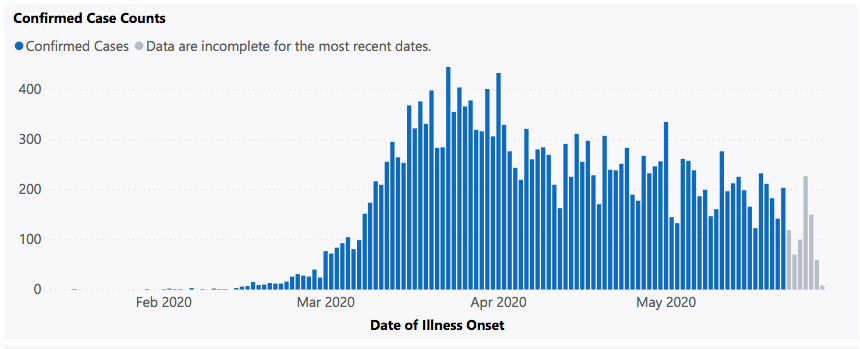 Confirmed Case Counts
Confirmed Cases Data are incomplete for the most recent dates.
400
300
200
100
0
Feb 2020 Mar 2020 Apr 2020 May 2020
Date of Illness Onset